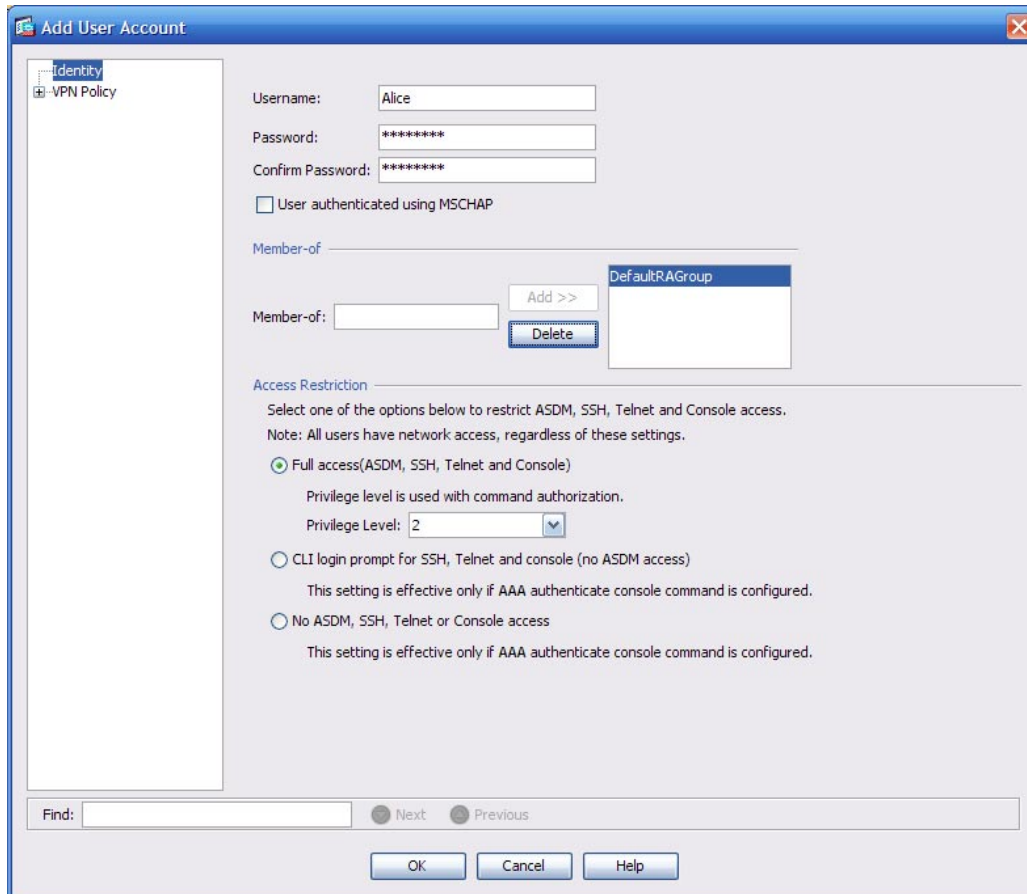 Add User Account
Identity
VPN Policy
Username: Alice
Password: ********
Confirm Password: ********
User authenticated using MSCHAP
Member-of
DefaultRAGroup
Add >>
Member-of:
Delete
Access Restriction
Select one of the options below to restrict ASDM, SSH, Telnet and Console access.
Note: All users have network access, regardless of these settings.
Full access(ASDM, SSH, Telnet and Console)
Privilege level is used with command authorization.
Privilege Level: 2
CLI login prompt for SSH, Telnet and console (no ASDM access)
This setting is effective only if AAA authenticate console command is configured.
No ASDM, SSH, Telnet or Console access
This setting is effective only if AAA authenticate console command is configured.
Find: Next Previous
OK Cancel Help